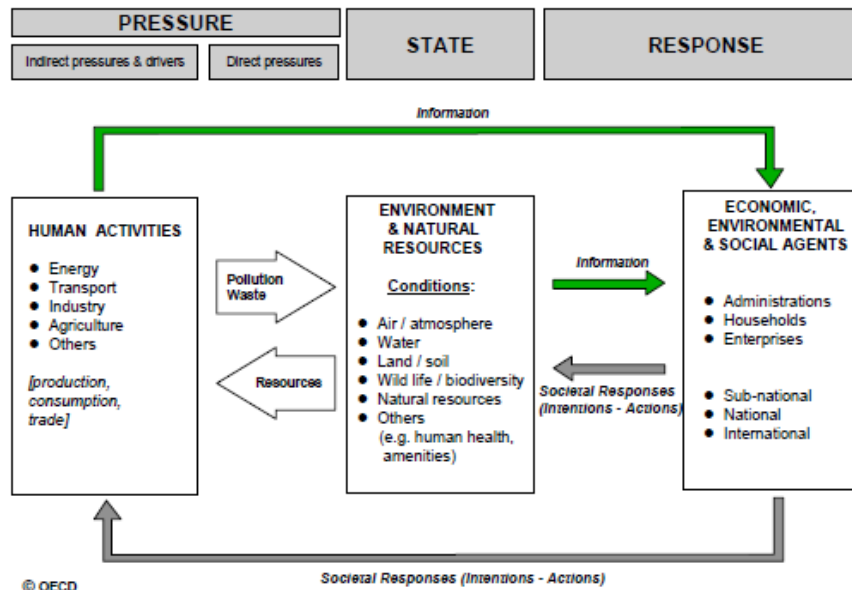 PRESSURE
Indirect pressures & drivers
Direct pressures
STATE
RESPONSE
Information
HUMAN ACTIVITIES
● Energy
● Transport
● Industry
● Agriculture
● Others
[production,
consumption,
trade]
Pollution
Waste
Resources
ENVIRONMENT
& NATURAL
RESOURCES
Conditions:
● Air / atmosphere
● Water
● Land / soil
● Wild life / biodiversity
● Natural resources
● Others
(e.g. human health,
amenities)
Information
Societal Responses
(Intentions - Actions)
ECONOMIC,
ENVIRONMENTAL
& SOCIAL AGENTS
● Administrations
● Households
● Enterprises
● Sub-national
● National
● International
Societal Responses (Intentions - Actions)
© OECD